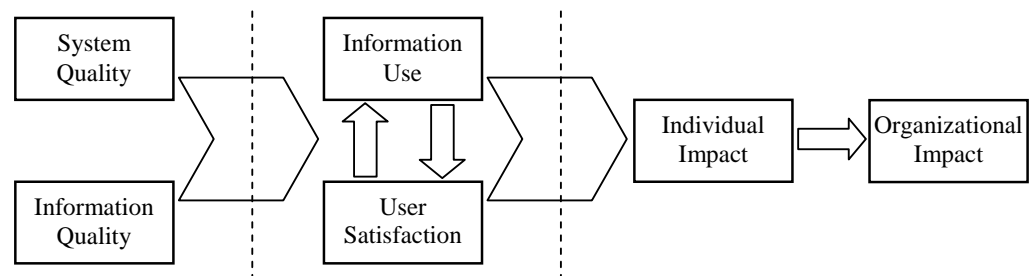 System
Quality
Information
Quality
Information
Use
User
Satisfaction
Individual
Impact
Organizational
Impact